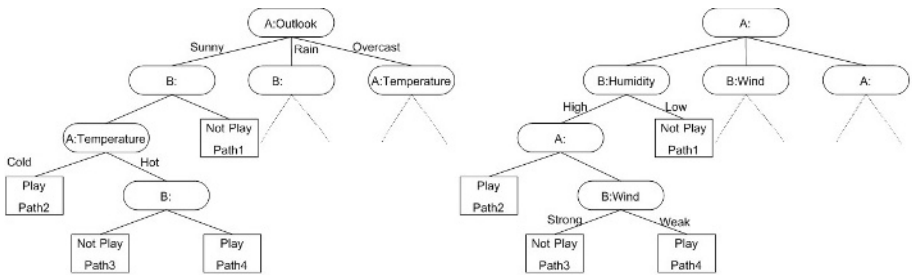 A:Outlook
Sunny
Rain
Overcast
B:
B:
A:Temperature
A:Temperature
Not Play
Path1
Cold
Hot
Play
Path2
B:
Not Play
Path3
Play
Path4
A:
B:Humidity
B:Wind
A:
High
Low
A:
Not Play
Path1
Play
Path2
B:Wind
Strong
Weak
Not Play
Path3
Play
Path4